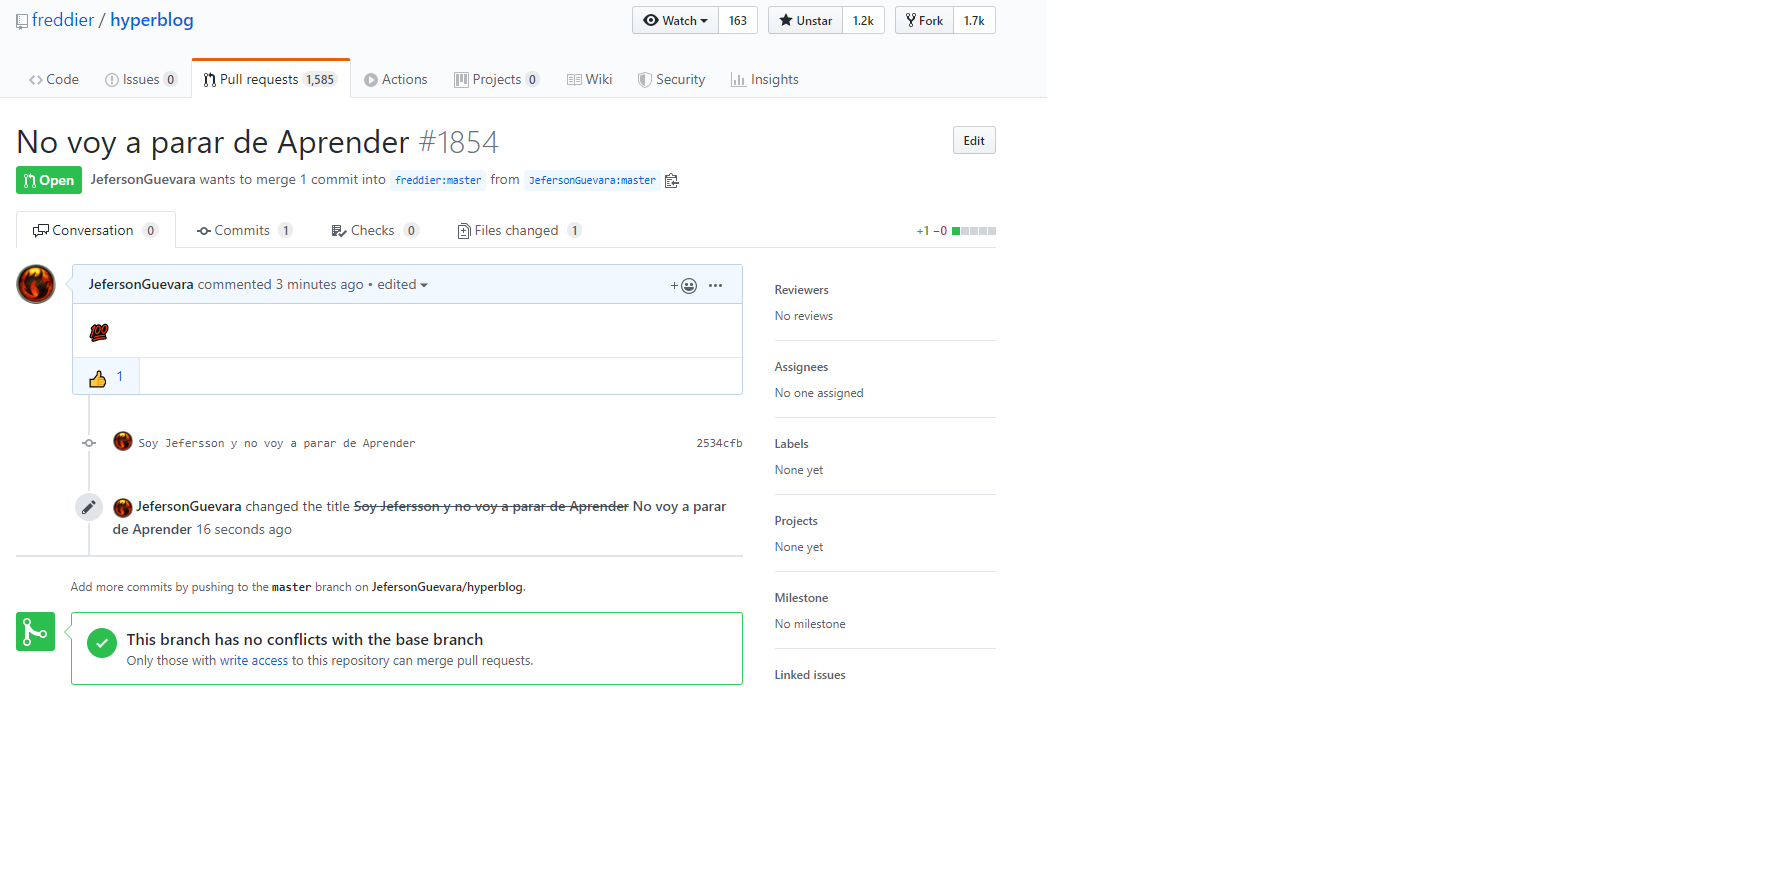 freddier / hyperblog
Watch 163 Unstar 1.2k Fork 1.7k
Code Issues 0 Pull requests 1,585 Actions Projects 0 Wiki Security Insights
No voy a parar de Aprender #1854
Edit
Open JefersonGuevara wants to merge 1 commit into freddier:master from JefersonGuevara:master
Conversation 0 Commits 1 Checks 0 Files changed 1 +1 −0
JefersonGuevara commented 3 minutes ago • edited
💯
👍 1
Soy Jefersson y no voy a parar de Aprender 2534cfb
JefersonGuevara changed the title Soy Jefersson y no voy a parar de Aprender No voy a parar
de Aprender 16 seconds ago
Add more commits by pushing to the master branch on JefersonGuevara/hyperblog.
This branch has no conflicts with the base branch
Only those with write access to this repository can merge pull requests.
Reviewers
No reviews
Assignees
No one assigned
Labels
None yet
Projects
None yet
Milestone
No milestone
Linked issues